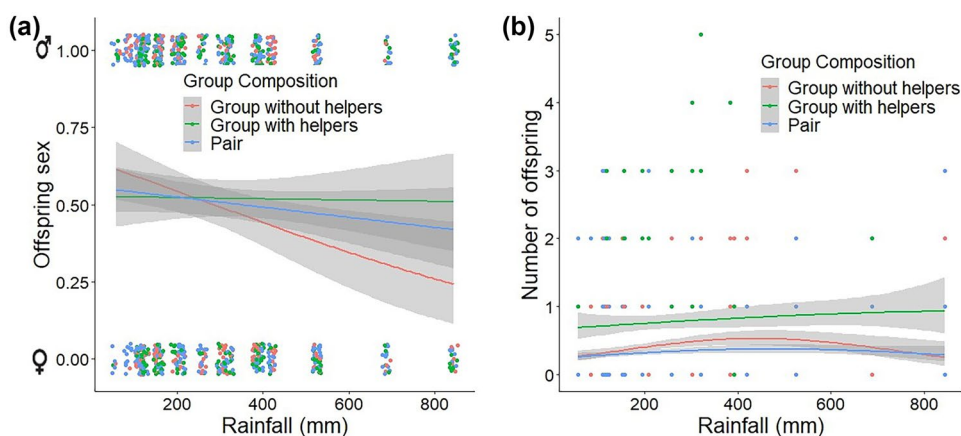 (a)
♂
1.00
Group Composition
Group without helpers
Group with helpers
Pair
0.75
0.50
0.25
♀
0.00
Offspring sex
200
400
600
800
Rainfall (mm)
(b)
5
Group Composition
Group without helpers
Group with helpers
Pair
4
3
2
1
0
Number of offspring
200
400
600
800
Rainfall (mm)